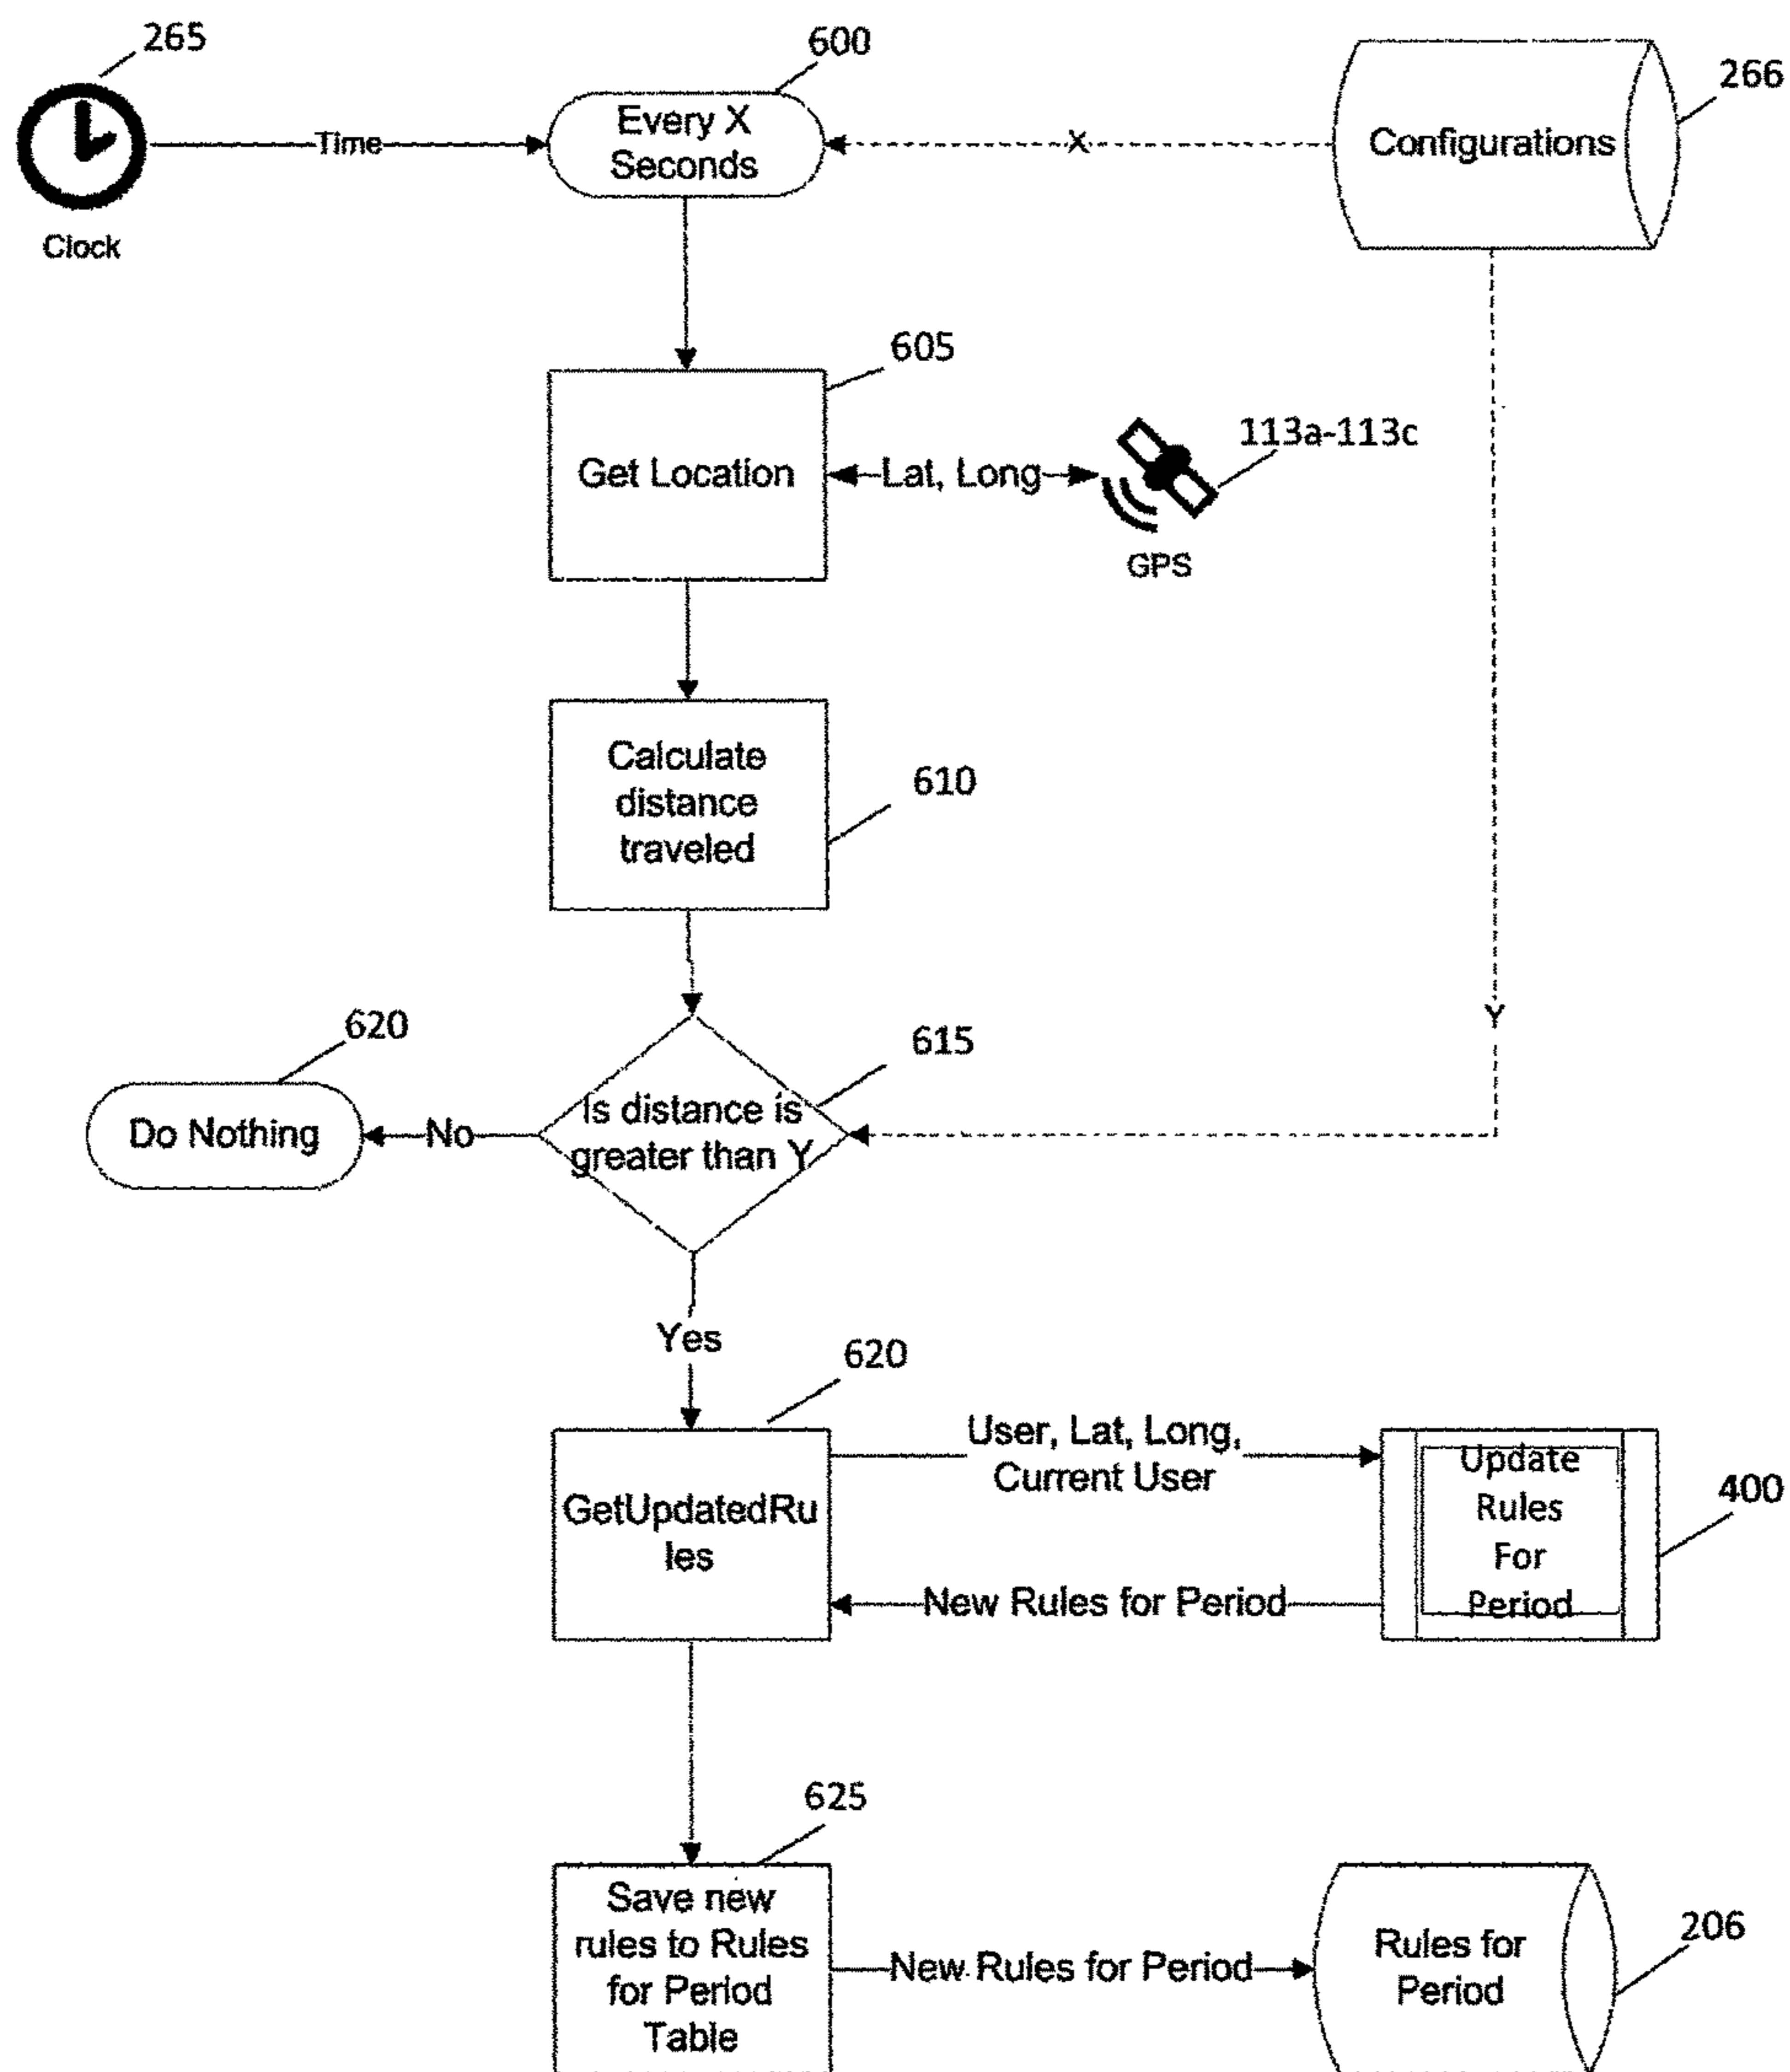 265
600
266
Every X
Seconds
Time
X
Configurations
Clock
605
Get Location
Lat, Long
113a-113c
GPS
Calculate
distance
traveled
610
Y
620
615
Do Nothing
No
Is distance is
greater than Y
Yes
620
GetUpdatedRu
les
User, Lat, Long,
Current User
Update
Rules
For
Period
400
New Rules for Period
625
Save new
rules to Rules
for Period
Table
New Rules for Period
Rules for
Period
206